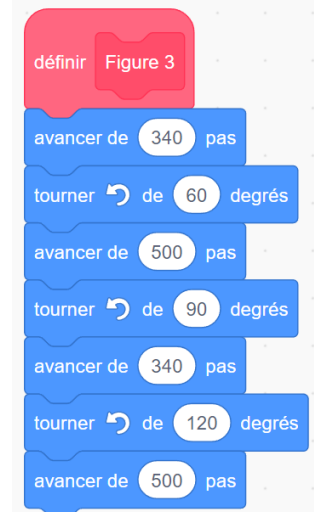 définir Figure 3
avancer de 340 pas
tourner de 60 degrés
avancer de 500 pas
tourner de 90 degrés
avancer de 340 pas
tourner de 120 degrés
avancer de 500 pas